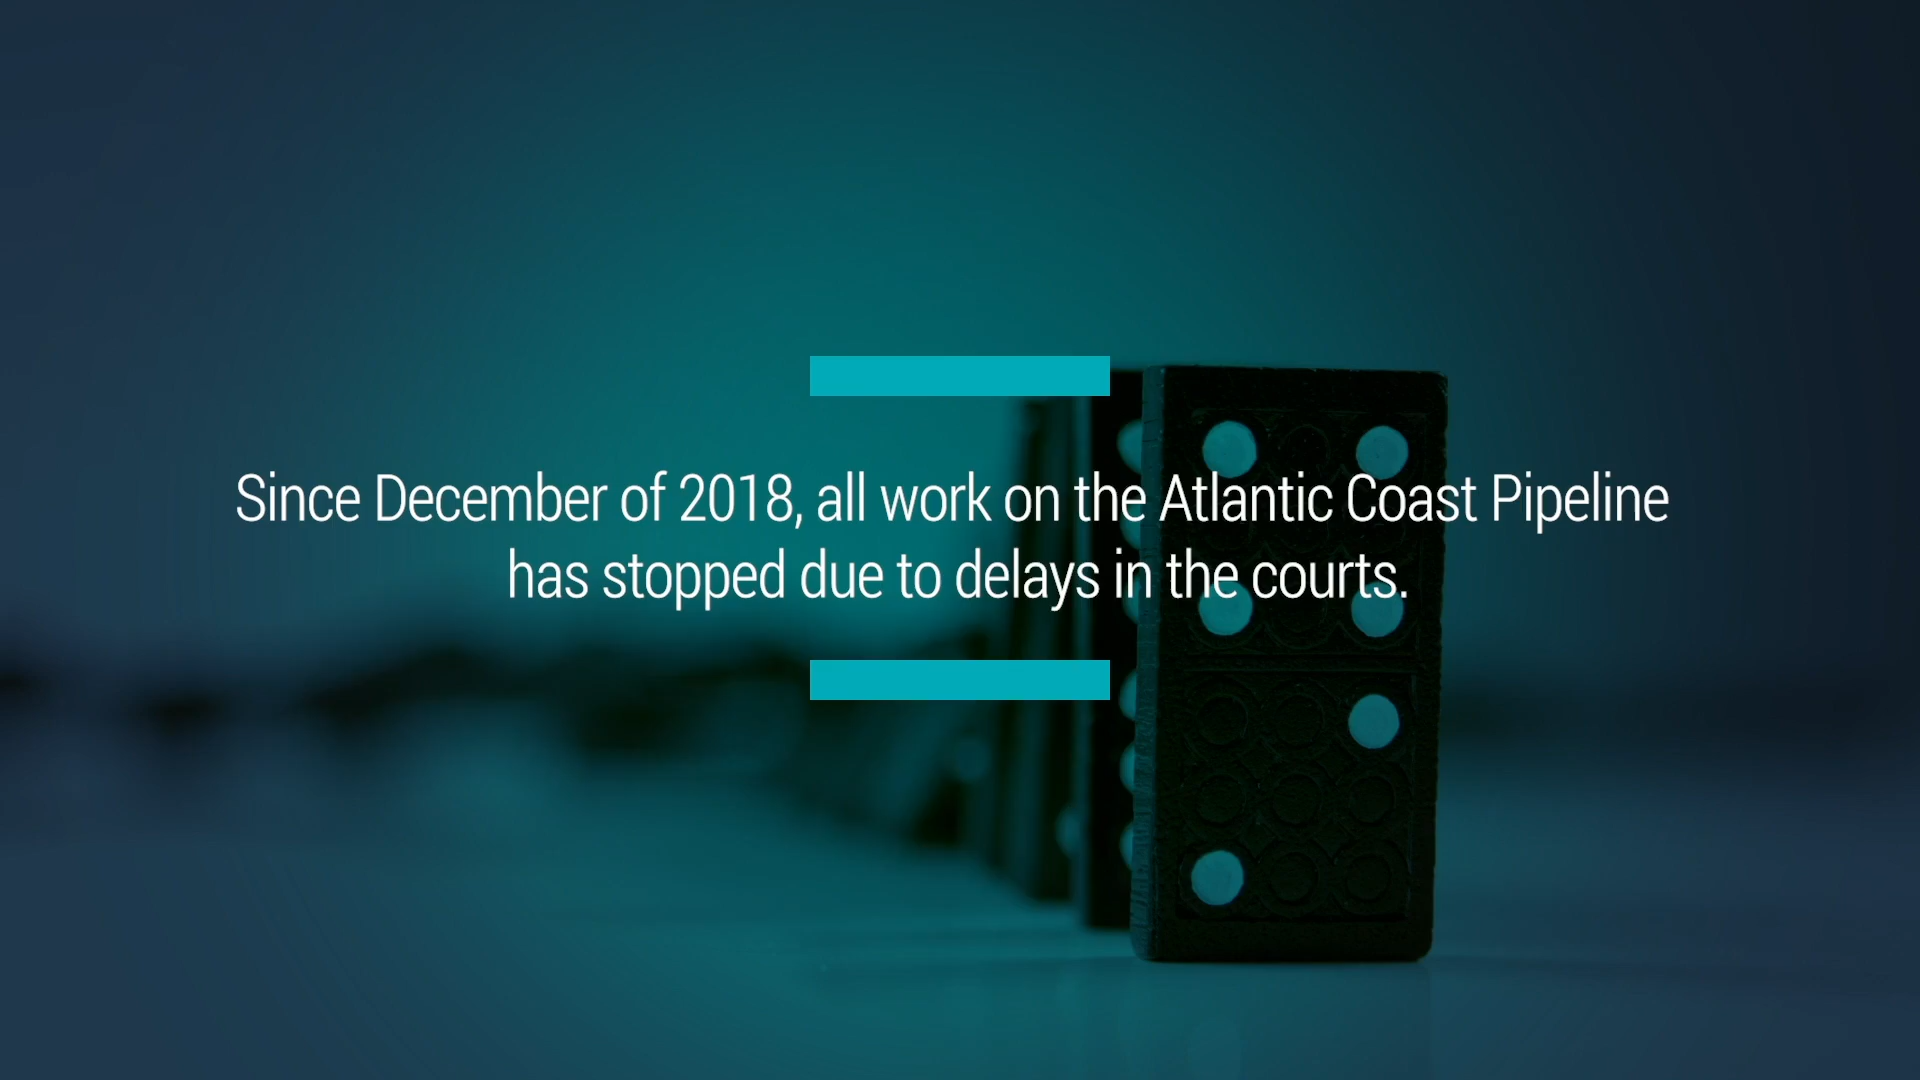 Since December of 2018, all work on the Atlantic Coast Pipeline
has stopped due to delays in the courts.